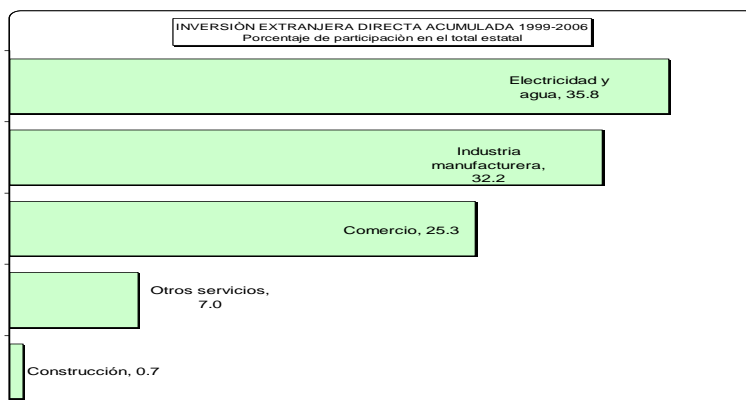 INVERSIÓN EXTRANJERA DIRECTA ACUMULADA 1999-2006
Porcentaje de participación en el total estatal
Electricidad y
agua, 35.8
Industria
manufacturera,
32.2
Comercio, 25.3
Otros servicios,
7.0
Construcción, 0.7